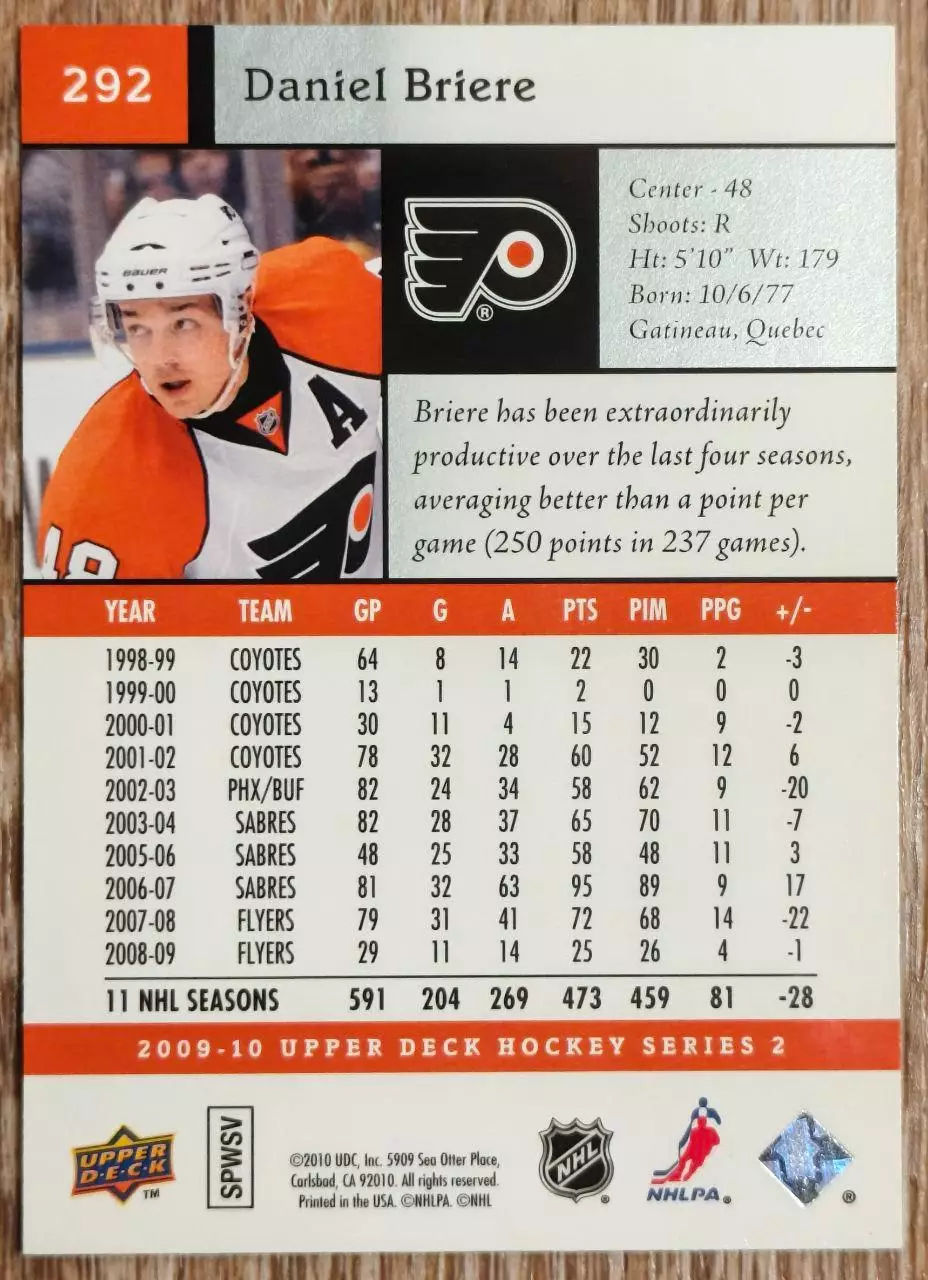 292
Daniel Briere
BAUER
A
48
Center - 48
Shoots: R
Ht: 5'10" Wt: 179
Born: 10/6/77
Gatineau, Quebec
®
Briere has been extraordinarily
productive over the last four seasons,
averaging better than a point per
game (250 points in 237 games).
YEAR TEAM GP G A PTS PIM PPG +/-
1998-99 COYOTES 64 8 14 22 30 2 -3
1999-00 COYOTES 13 1 1 2 0 0 0
2000-01 COYOTES 30 11 4 15 12 9 -2
2001-02 COYOTES 78 32 28 60 52 12 6
2002-03 PHX/BUF 82 24 34 58 62 9 -20
2003-04 SABRES 82 28 37 65 70 11 -7
2005-06 SABRES 48 25 33 58 48 11 3
2006-07 SABRES 81 32 63 95 89 9 17
2007-08 FLYERS 79 31 41 72 68 14 -22
2008-09 FLYERS 29 11 14 25 26 4 -1
11 NHL SEASONS 591 204 269 473 459 81 -28
2009-10 UPPER DECK HOCKEY SERIES 2
UPPER
D·E·C·K
TM
SPWSV
©2010 UDC, Inc. 5909 Sea Otter Place,
Carlsbad, CA 92010. All rights reserved.
Printed in the USA. ©NHLPA. ©NHL
NHL
®
NHLPA®
®